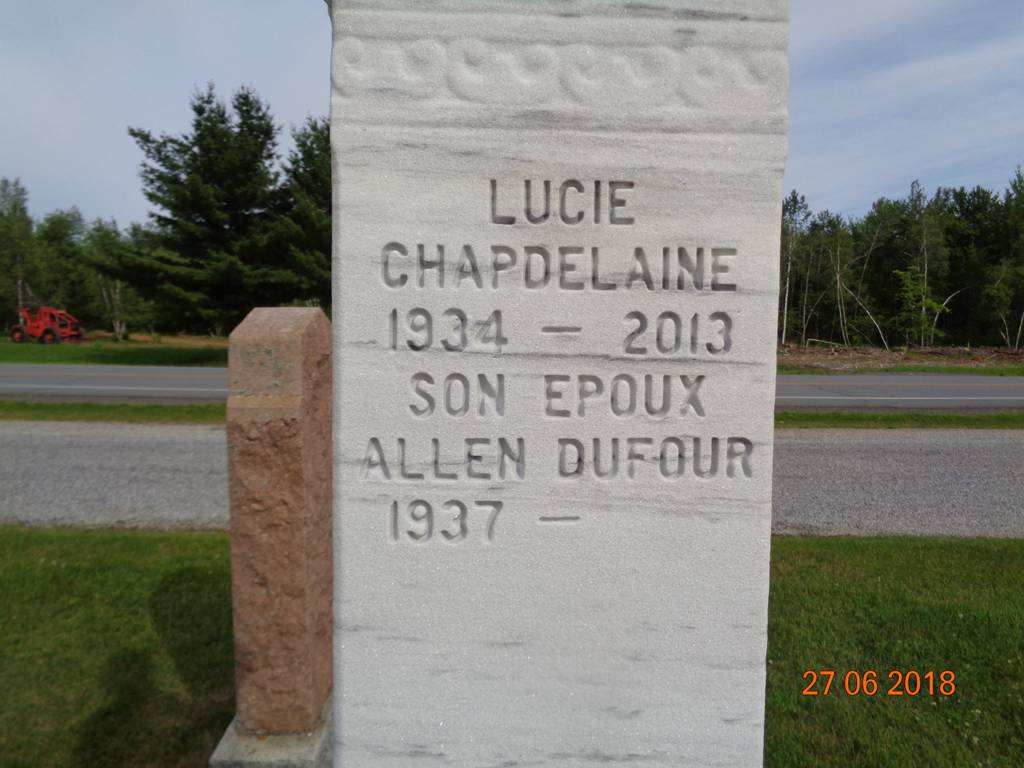 LUCIE
CHAPDELAINE
1934 — 2013
SON EPOUX
ALLEN DUFOUR
1937 —
27 06 2018